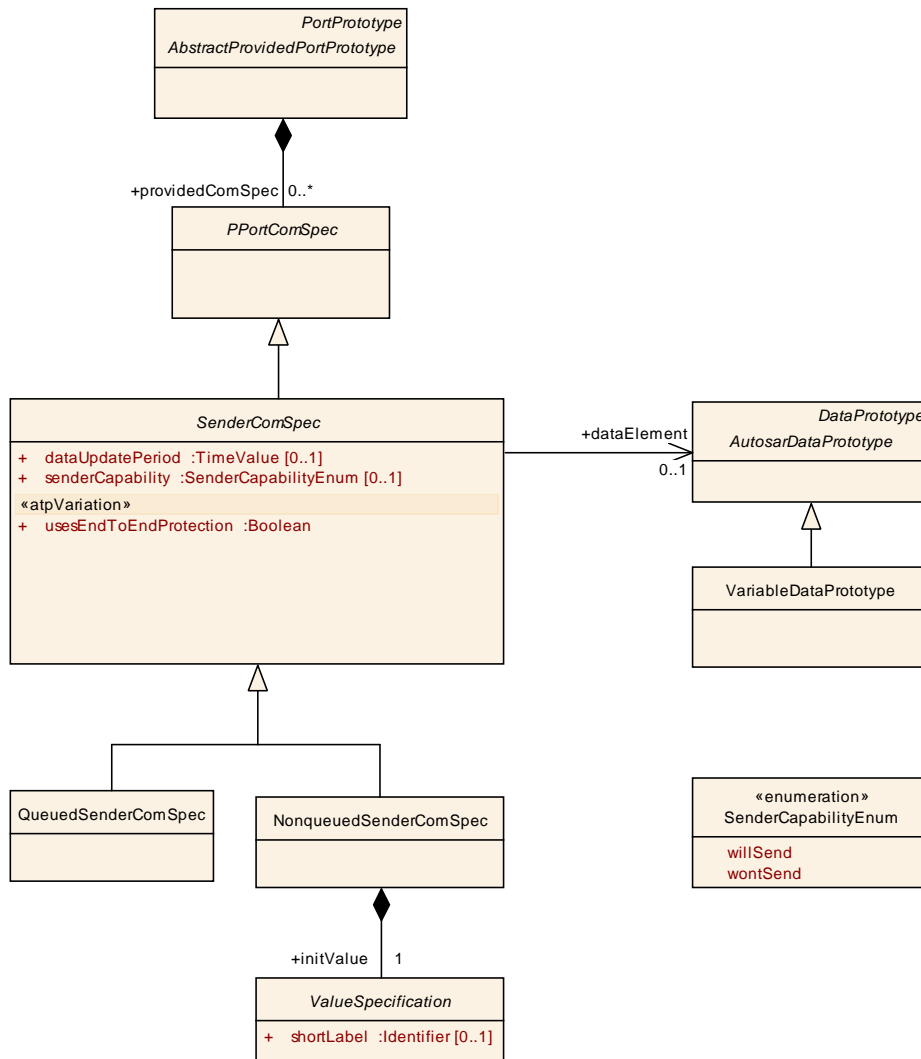 PortPrototype
AbstractProvidedPortPrototype
+providedComSpec 0..*
PPortComSpec
SenderComSpec
+ dataUpdatePeriod :TimeValue [0..1]
+ senderCapability :SenderCapabilityEnum [0..1]
«atpVariation»
+ usesEndToEndProtection :Boolean
+dataElement
0..1
DataPrototype
AutosarDataPrototype
VariableDataPrototype
QueuedSenderComSpec
NonqueuedSenderComSpec
«enumeration»
SenderCapabilityEnum
willSend
wontSend
+initValue 1
ValueSpecification
+ shortLabel :Identifier [0..1]